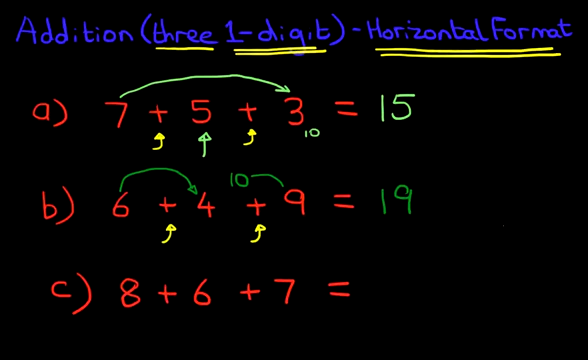 Addition (three 1-digit) - Horizontal Format
a) 7 + 5 + 3 = 15
10
10
b) 6 + 4 + 9 = 19
c) 8 + 6 + 7 =